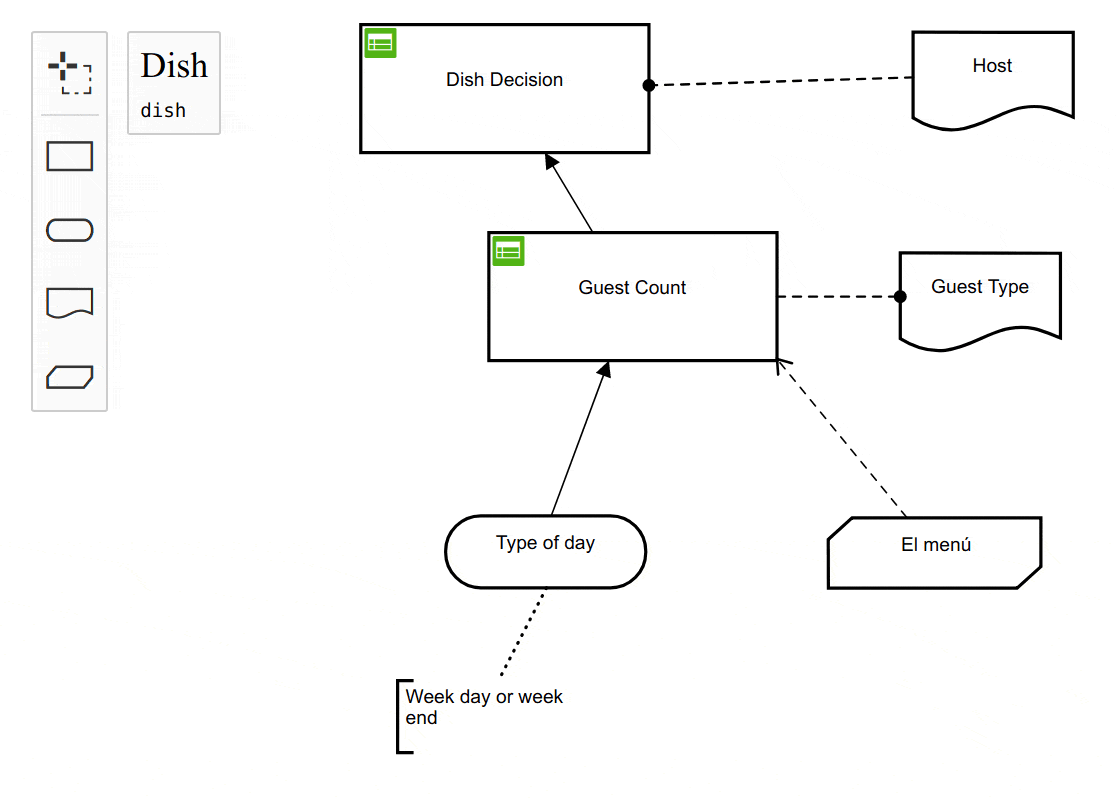 Dish
dish
Dish Decision
Host
Guest Count
Guest Type
Type of day
El menú
Week day or week
end